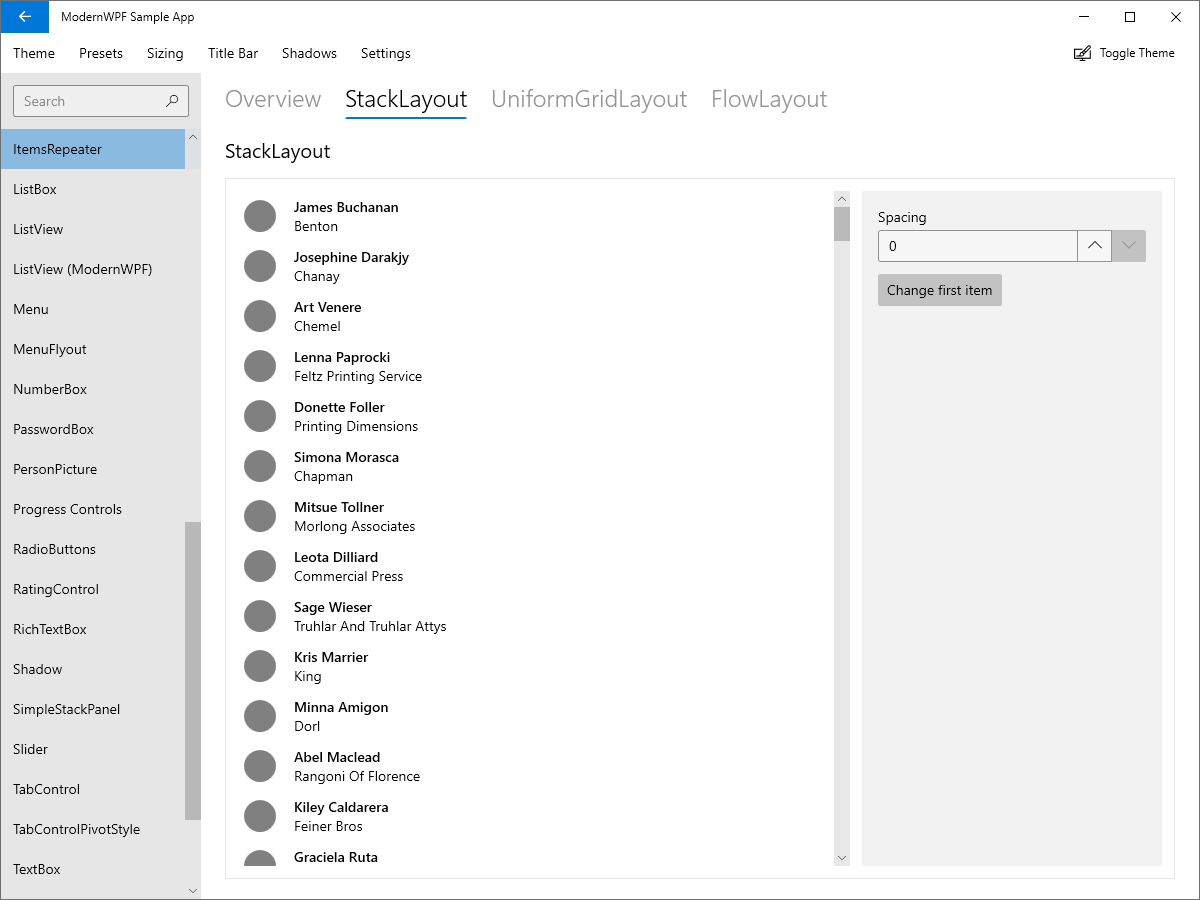 ModernWPF Sample App
Theme Presets Sizing Title Bar Shadows Settings Toggle Theme
Search
ItemsRepeater
ListBox
ListView
ListView (ModernWPF)
Menu
MenuFlyout
NumberBox
PasswordBox
PersonPicture
Progress Controls
RadioButtons
RatingControl
RichTextBox
Shadow
SimpleStackPanel
Slider
TabControl
TabControlPivotStyle
TextBox
Overview StackLayout UniformGridLayout FlowLayout
StackLayout
James Buchanan
Benton
Josephine Darakjy
Chanay
Art Venere
Chemel
Lenna Paprocki
Feltz Printing Service
Donette Foller
Printing Dimensions
Simona Morasca
Chapman
Mitsue Tollner
Morlong Associates
Leota Dilliard
Commercial Press
Sage Wieser
Truhlar And Truhlar Attys
Kris Marrier
King
Minna Amigon
Dorl
Abel Maclead
Rangoni Of Florence
Kiley Caldarera
Feiner Bros
Graciela Ruta
Spacing
0
Change first item